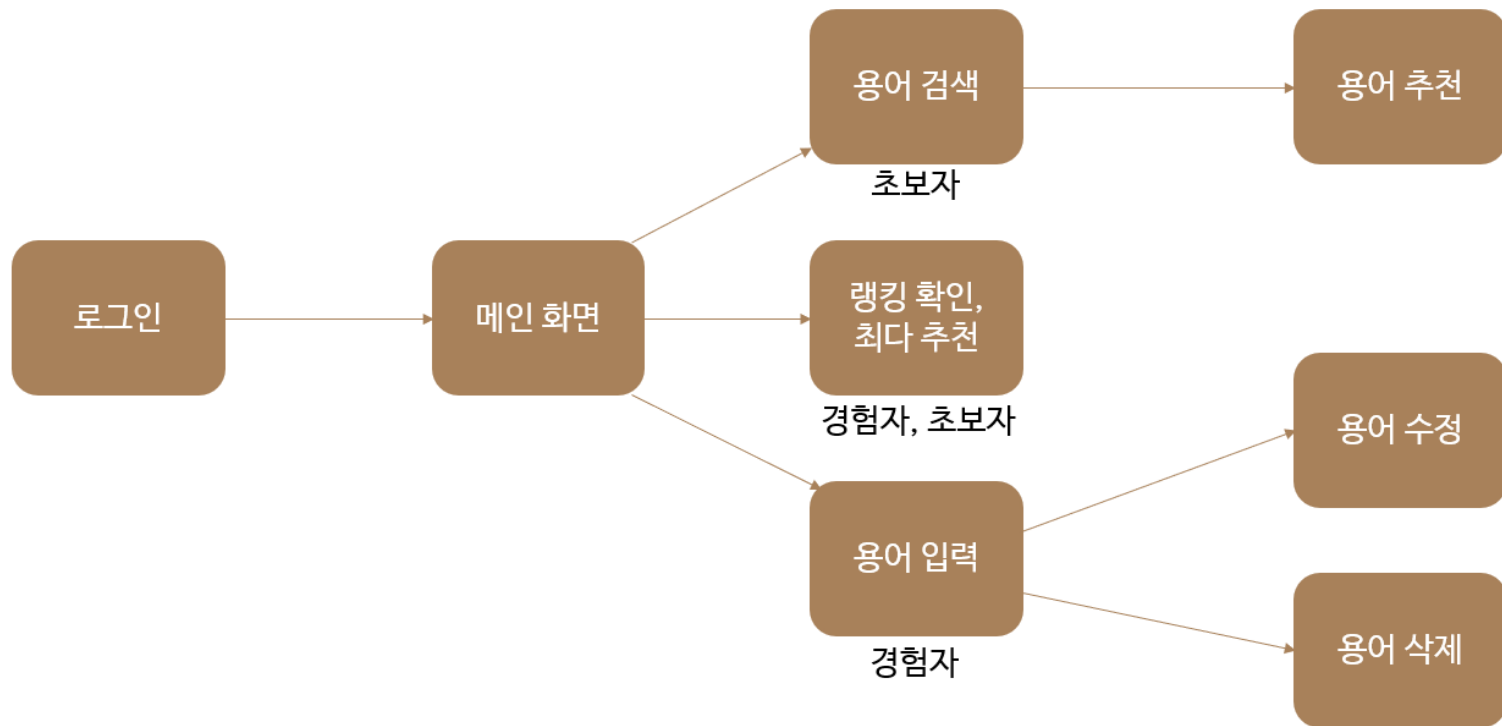 용어 검색
용어 추천
초보자
로그인
메인 화면
랭킹 확인,
최다 추천
경험자, 초보자
용어 수정
용어 입력
용어 삭제
경험자